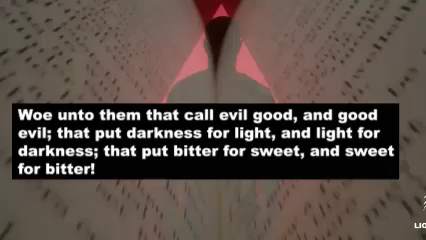 Woe unto them that call evil good, and good
evil; that put darkness for light, and light for
darkness; that put bitter for sweet, and sweet
for bitter!